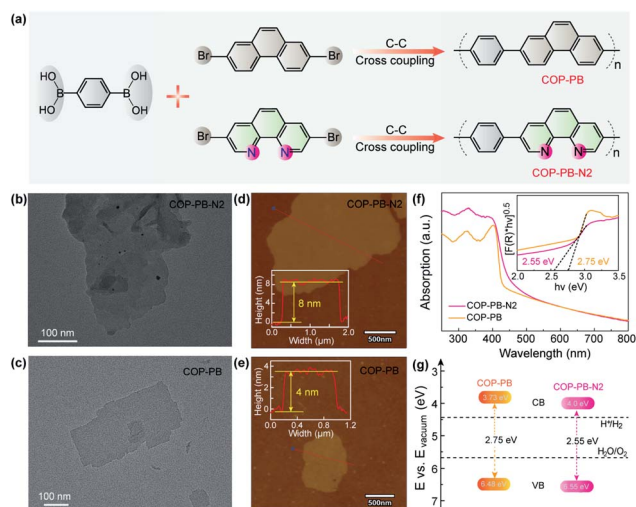 (a)
Br
Br
C-C
Cross coupling
n
COP-PB
HO
OH
B
B
HO
OH
Br
Br
N
N
C-C
Cross coupling
N
N
n
COP-PB-N2
(b)
COP-PB-N2
100 nm
(c)
COP-PB
100 nm
(d)
COP-PB-N2
Height (nm)
8
4
0
8 nm
0.0
1.0
2.0
Width (μm)
500nm
(e)
COP-PB
Height (nm)
4
2
0
4 nm
0.0
0.4
0.8
1.2
Width (μm)
500nm
(f)
Absorption (a.u.)
[F(R)*hv]^0.5
2.55 eV
2.75 eV
2.0
2.5
3.0
3.5
hv (eV)
COP-PB-N2
COP-PB
300
400
500
600
700
800
Wavelength (nm)
(g)
E vs. Evacuum (eV)
3
4
5
6
7
COP-PB
COP-PB-N2
3.73 eV
CB
4.0 eV
H⁺/H₂
2.75 eV
2.55 eV
H₂O/O₂
6.48 eV
VB
6.55 eV